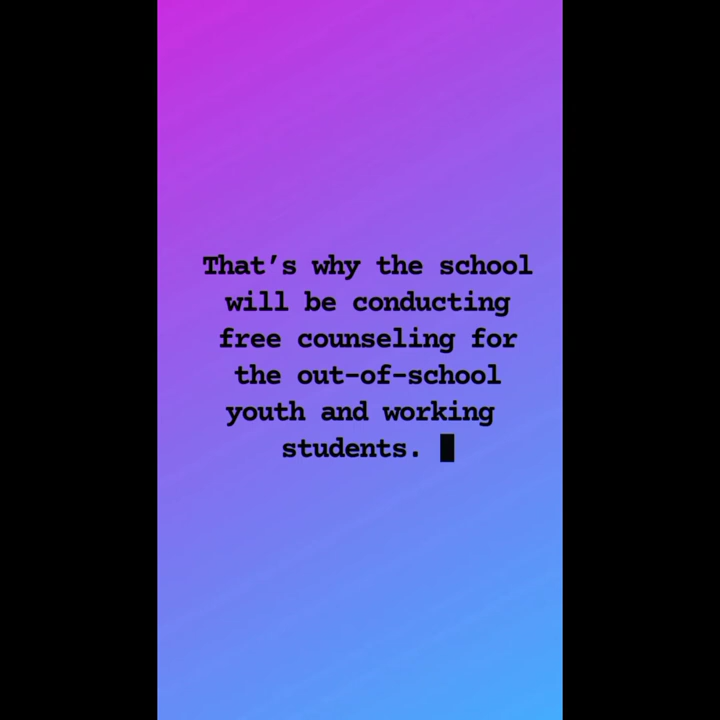 That’s why the school
will be conducting
free counseling for
the out-of-school
youth and working
students.